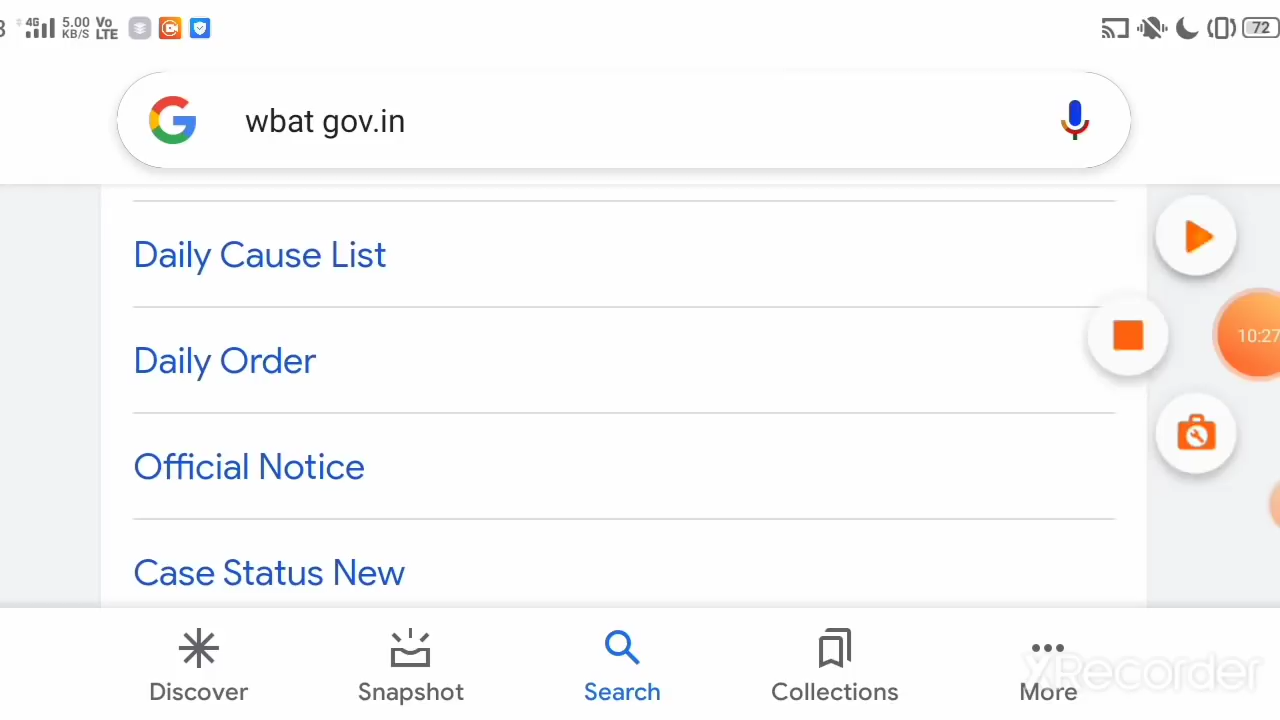 4G 5.00 KB/S Vo LTE 72
wbat gov.in
Daily Cause List
Daily Order
10:27
Official Notice
Case Status New
Discover Snapshot Search Collections More
XRecorder